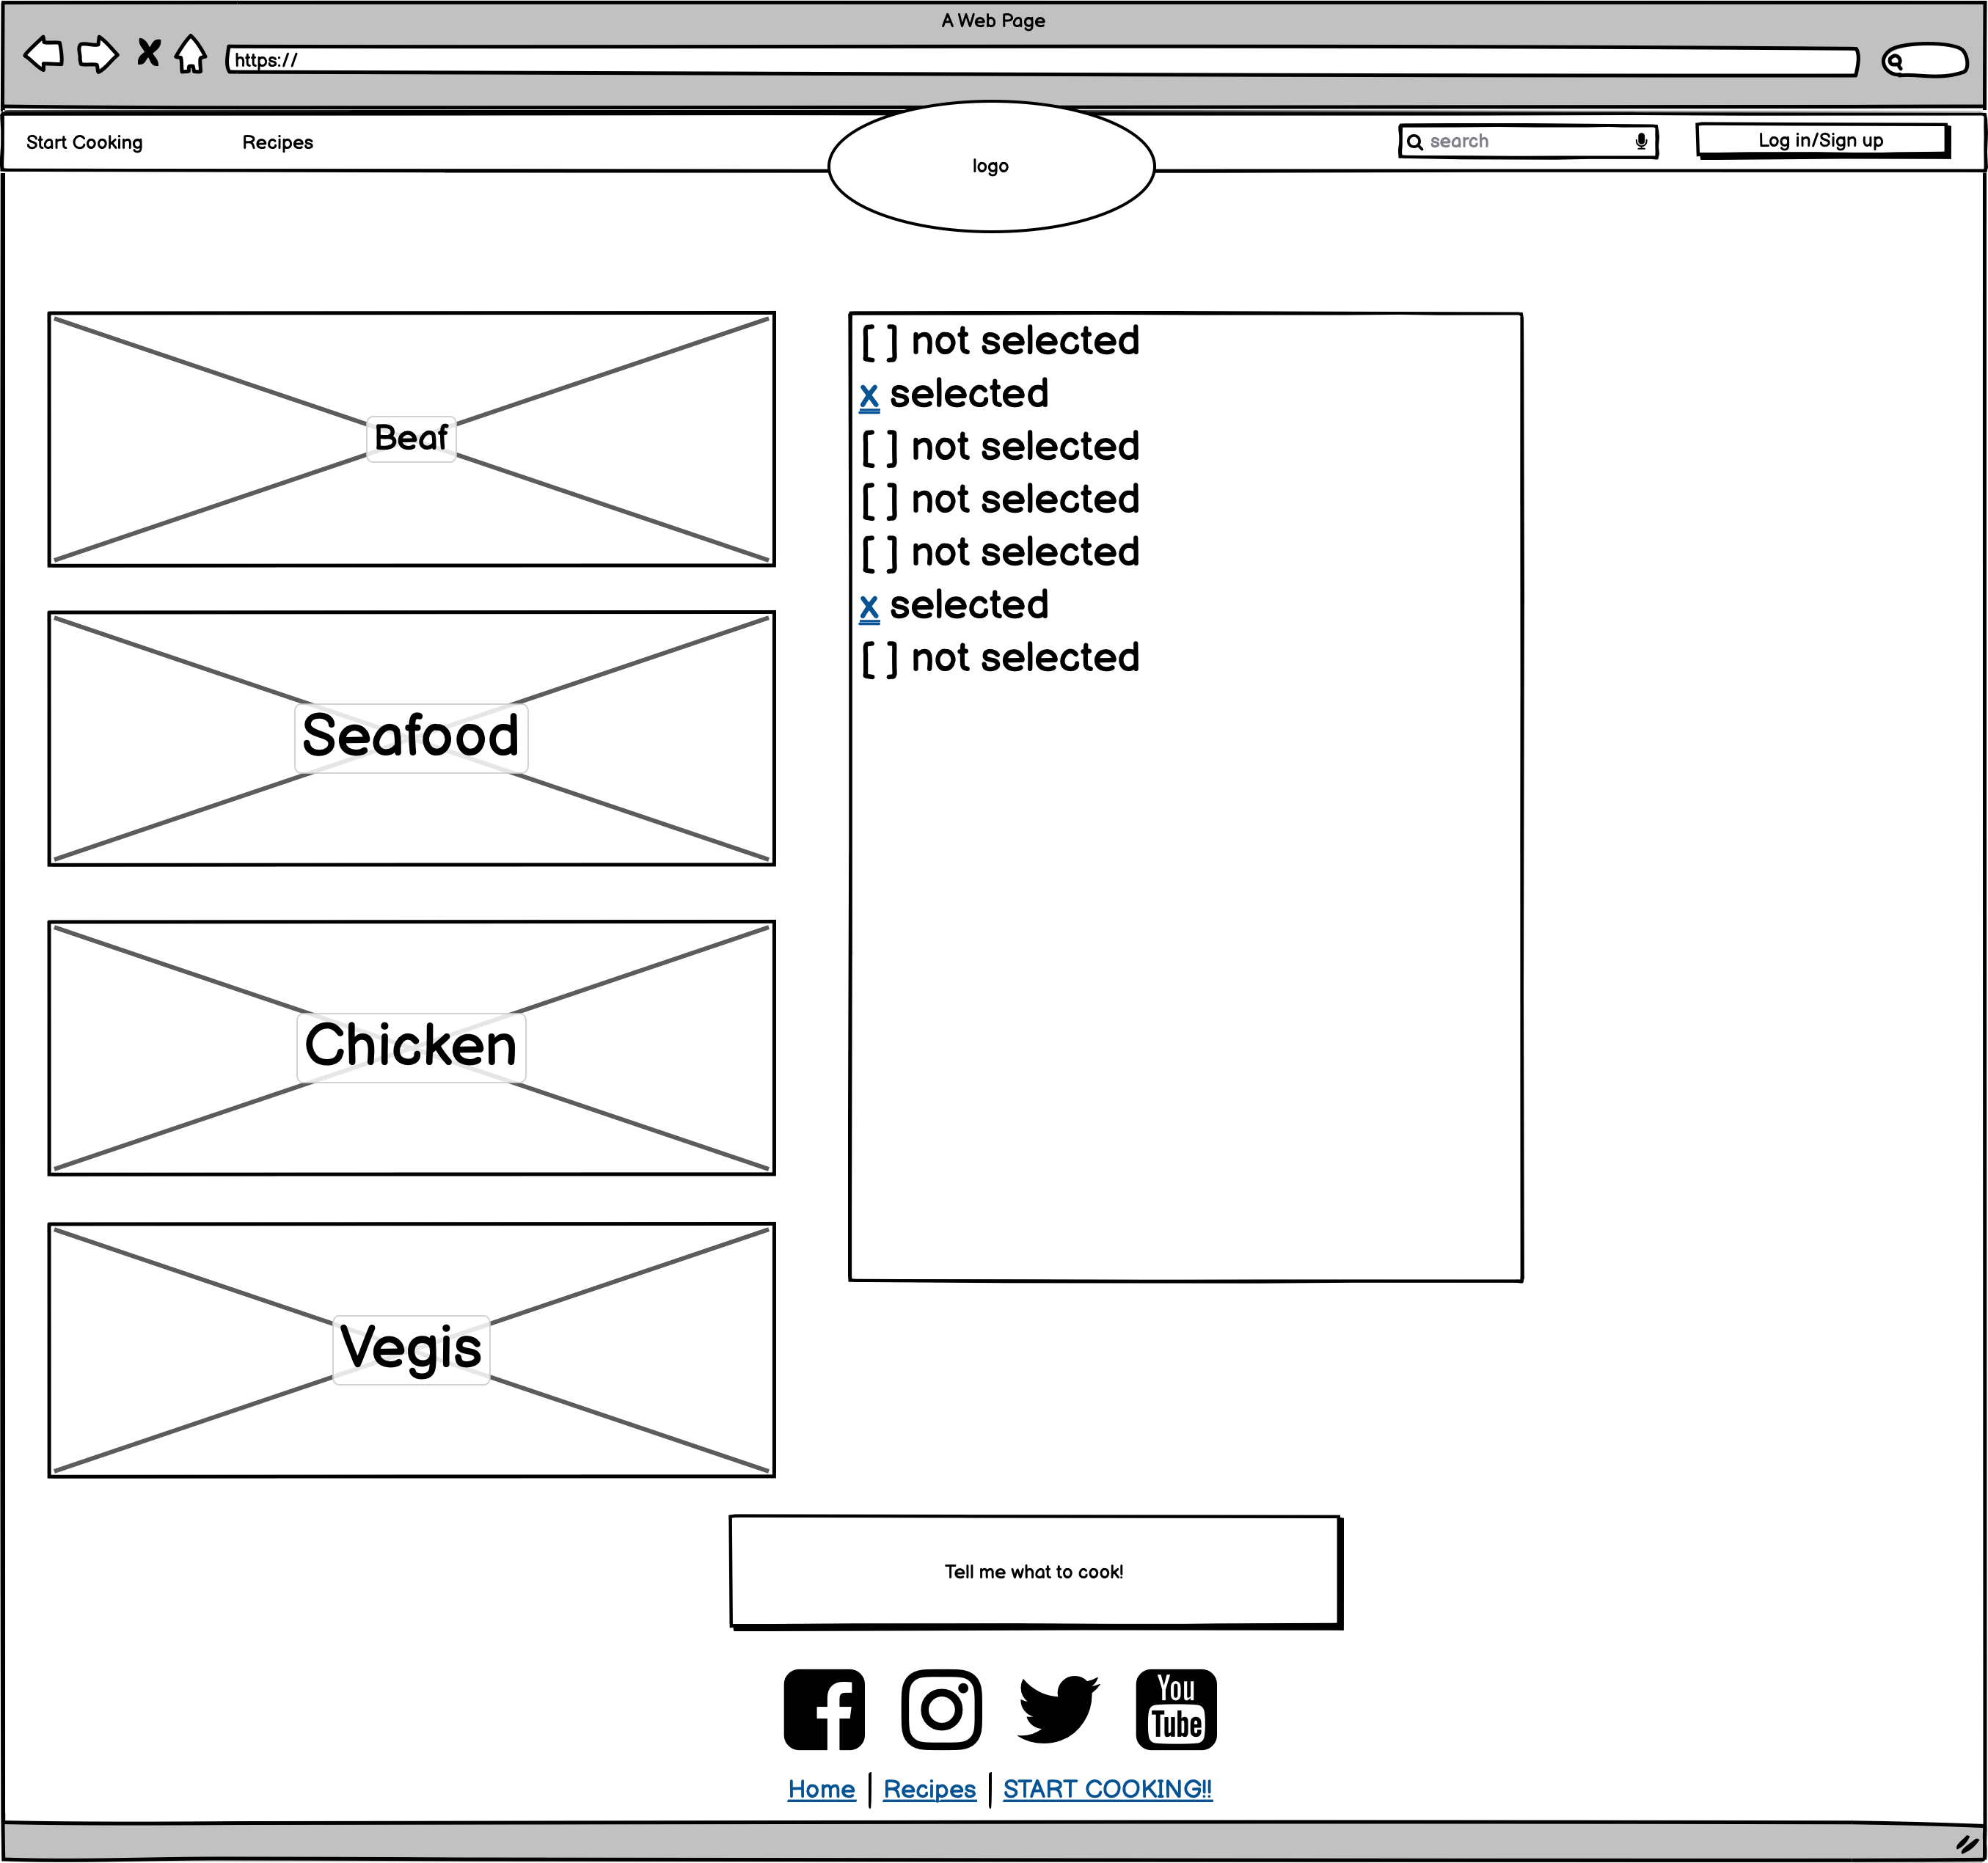 A Web Page
https://
Start Cooking
Recipes
logo
search
Log in/Sign up
Beaf
Seafood
Chicken
Vegis
[ ] not selected
x selected
[ ] not selected
[ ] not selected
[ ] not selected
x selected
[ ] not selected
Tell me what to cook!
You
Tube
Home | Recipes | START COOKING!!